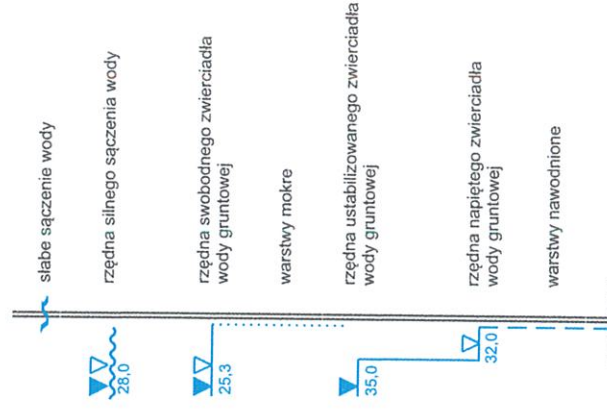 słabe sączenie wody
28,0
rzędna silnego sączenia wody
25,3
rzędna swobodnego zwierciadła
wody gruntowej
warstwy mokre
35,0
rzędna ustabilizowanego zwierciadła
wody gruntowej
32,0
rzędna napiętego zwierciadła
wody gruntowej
warstwy nawodnione